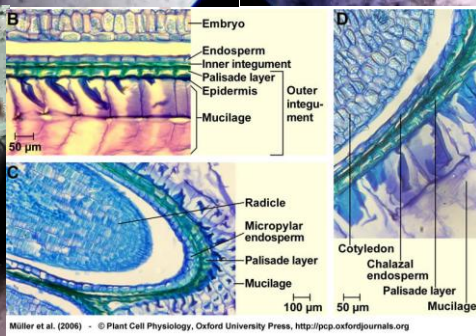 B
Embryo
Endosperm
Inner integument
Palisade layer
Epidermis
Mucilage
Outer
integu-
ment
50 µm
C
Radicle
Micropylar
endosperm
Palisade layer
Mucilage
100 µm
D
Cotyledon
Chalazal
endosperm
Palisade layer
Mucilage
50 µm
Müller et al. (2006) - © Plant Cell Physiology, Oxford University Press, http://pcp.oxfordjournals.org